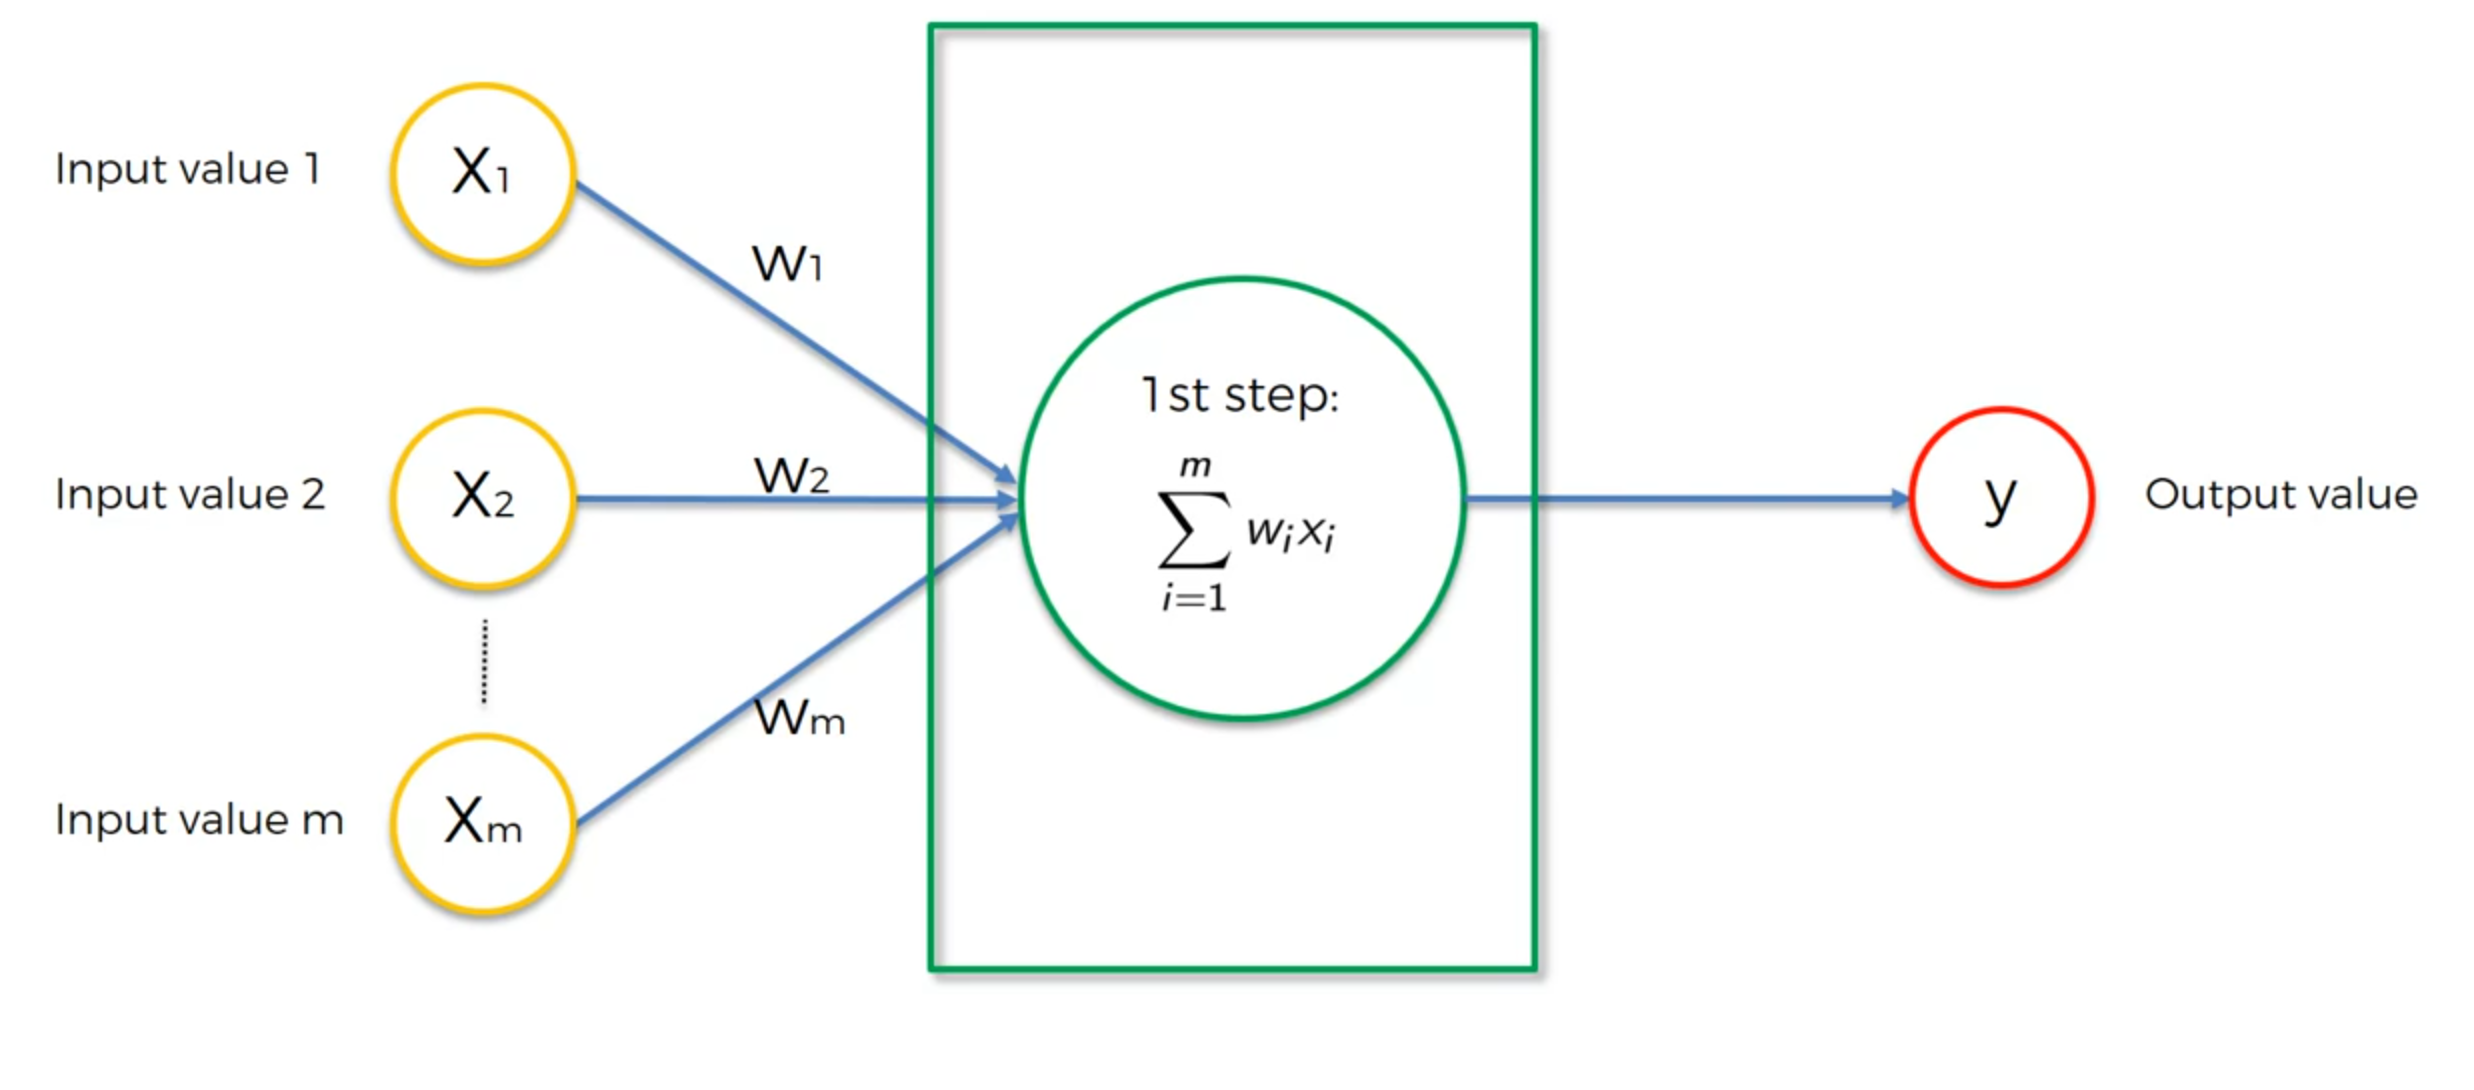 Input value 1
X1
W1
Input value 2
X2
W2
Input value m
Xm
Wm
1st step:
m
∑ wixi
i=1
y
Output value